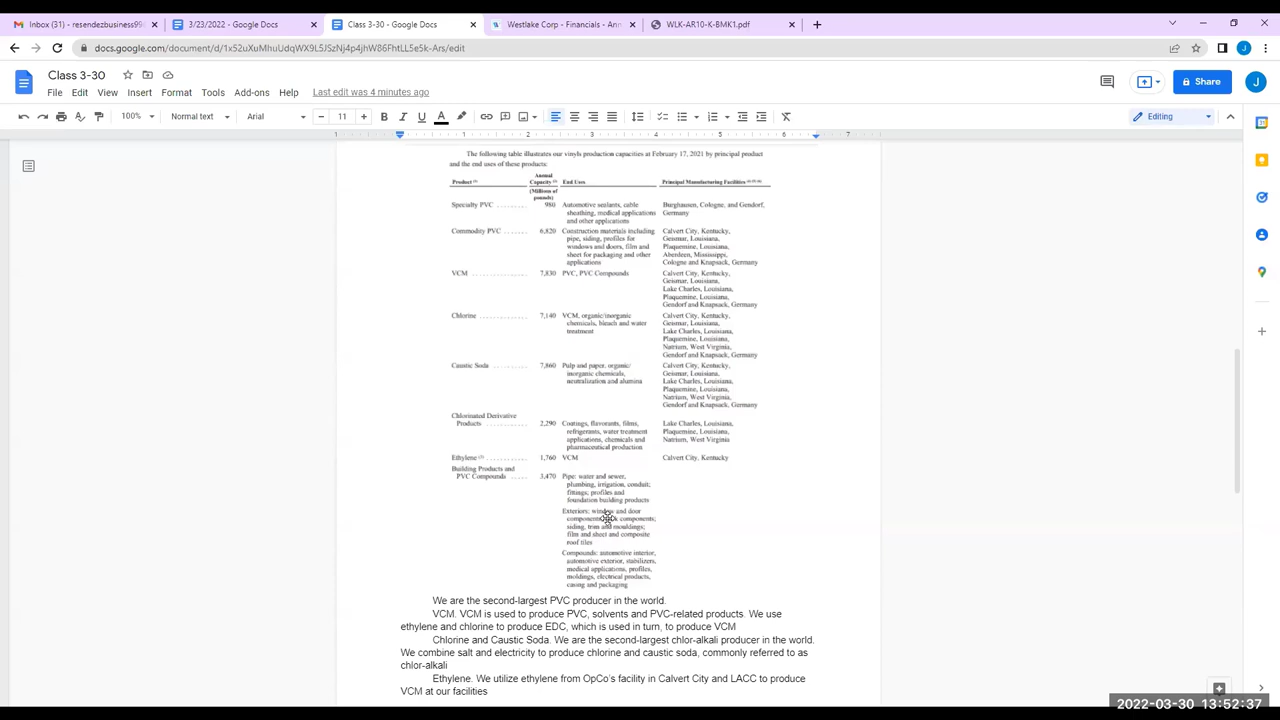 Inbox (31) - resendezbusiness99
3/23/2022 - Google Docs
Class 3-30 - Google Docs
Westlake Corp - Financials - Ann
WLK-AR10-K-BMK1.pdf
docs.google.com/document/d/1x52uXuMhuUdqWX9L5JSzNj4p4jhW86FhtLL5e5k-Ars/edit
Class 3-30
File Edit View Insert Format Tools Add-ons Help Last edit was 4 minutes ago
Share
J
100% Normal text Arial 11 B I U A Editing
1 1 2 3 4 5 6 7
The following table illustrates our vinyls production capacities at February 17, 2021 by principal product
and the end uses of these products:
Product (1) Annual Capacity (2) End Uses Principal Manufacturing Facilities
(Millions of
pounds)
Specialty PVC 980 Automotive sealants, cable Burghausen, Cologne, and Gendorf,
sheathing, medical applications Germany
and other applications
Commodity PVC 6,820 Construction materials including Calvert City, Kentucky,
pipe, siding, profiles for Geismar, Louisiana,
windows and doors, film and Plaquemine, Louisiana,
sheet for packaging and other Aberdeen, Mississippi,
applications Cologne and Knapsack, Germany
VCM 7,830 PVC, PVC Compounds Calvert City, Kentucky,
Geismar, Louisiana,
Lake Charles, Louisiana,
Plaquemine, Louisiana,
Gendorf and Knapsack, Germany
Chlorine 7,140 VCM, organic/inorganic Calvert City, Kentucky,
chemicals, bleach and water Geismar, Louisiana,
treatment Lake Charles, Louisiana,
Plaquemine, Louisiana,
Natrium, West Virginia,
Gendorf and Knapsack, Germany
Caustic Soda 7,860 Pulp and paper, organic/ Calvert City, Kentucky,
inorganic chemicals, Geismar, Louisiana,
neutralization and alumina Lake Charles, Louisiana,
Plaquemine, Louisiana,
Natrium, West Virginia,
Gendorf and Knapsack, Germany
Chlorinated Derivative
Products 2,290 Coatings, flavorants, films, Lake Charles, Louisiana,
refrigerants, water treatment Plaquemine, Louisiana,
applications, chemicals and Natrium, West Virginia
pharmaceutical production
Ethylene 1,760 VCM Calvert City, Kentucky
Building Products and
PVC Compounds 3,470 Pipe: water and sewer,
plumbing, irrigation, conduit;
fittings; profiles and
foundation building products
Exteriors: window and door
components; components;
siding, trim and mouldings;
film and sheet and composite
roof tiles
Compounds: automotive interior,
automotive exterior, stabilizers,
medical applications, profiles,
moldings, electrical products,
casing and packaging
We are the second-largest PVC producer in the world.
VCM. VCM is used to produce PVC, solvents and PVC-related products. We use
ethylene and chlorine to produce EDC, which is used in turn, to produce VCM
Chlorine and Caustic Soda. We are the second-largest chlor-alkali producer in the world.
We combine salt and electricity to produce chlorine and caustic soda, commonly referred to as
chlor-alkali
Ethylene. We utilize ethylene from OpCo's facility in Calvert City and LACC to produce
VCM at our facilities
2022-03-30 13:52:37